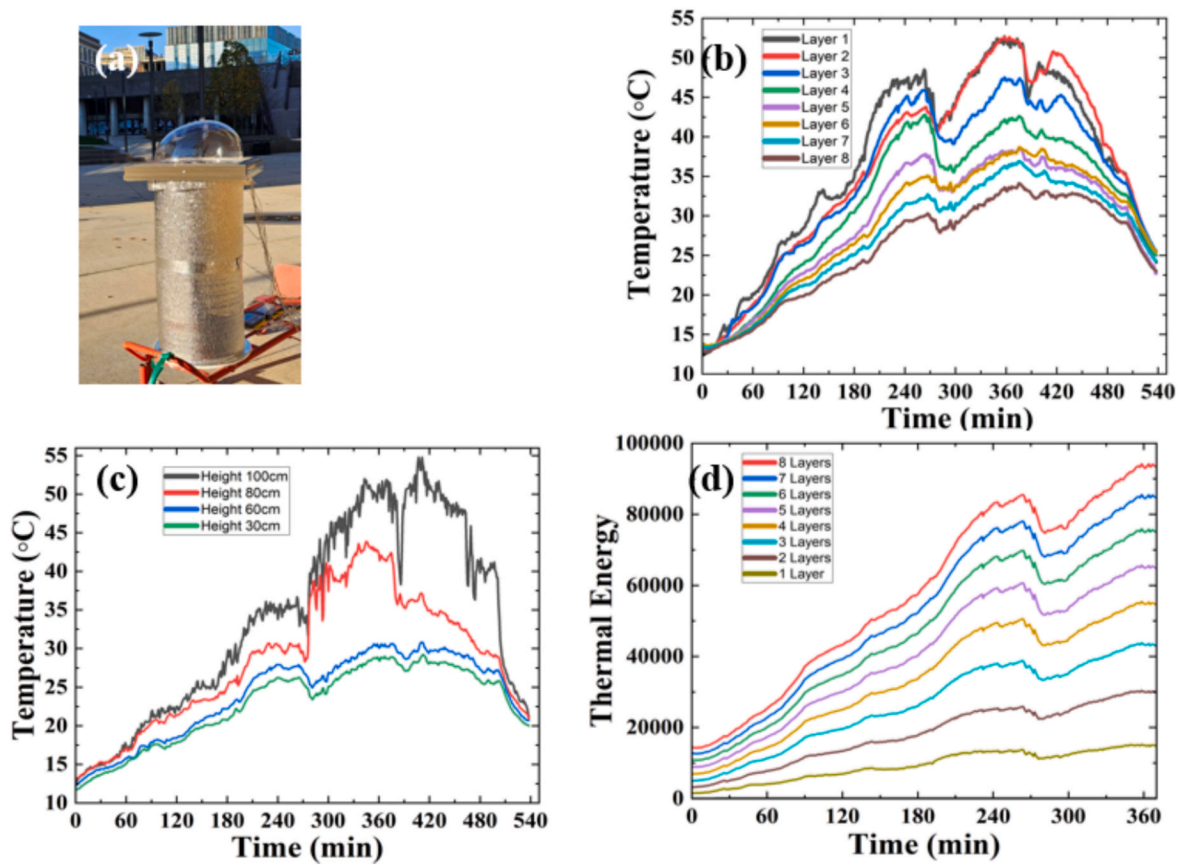 (a)
(b)
Temperature (◦C)
55
50
45
40
35
30
25
20
15
10
Layer 1
Layer 2
Layer 3
Layer 4
Layer 5
Layer 6
Layer 7
Layer 8
0 60 120 180 240 300 360 420 480 540
Time (min)
(c)
Temperature (◦C)
55
50
45
40
35
30
25
20
15
10
Height 100cm
Height 80cm
Height 60cm
Height 30cm
0 60 120 180 240 300 360 420 480 540
Time (min)
(d)
Thermal Energy
100000
80000
60000
40000
20000
0
8 Layers
7 Layers
6 Layers
5 Layers
4 Layers
3 Layers
2 Layers
1 Layer
0 60 120 180 240 300 360
Time (min)